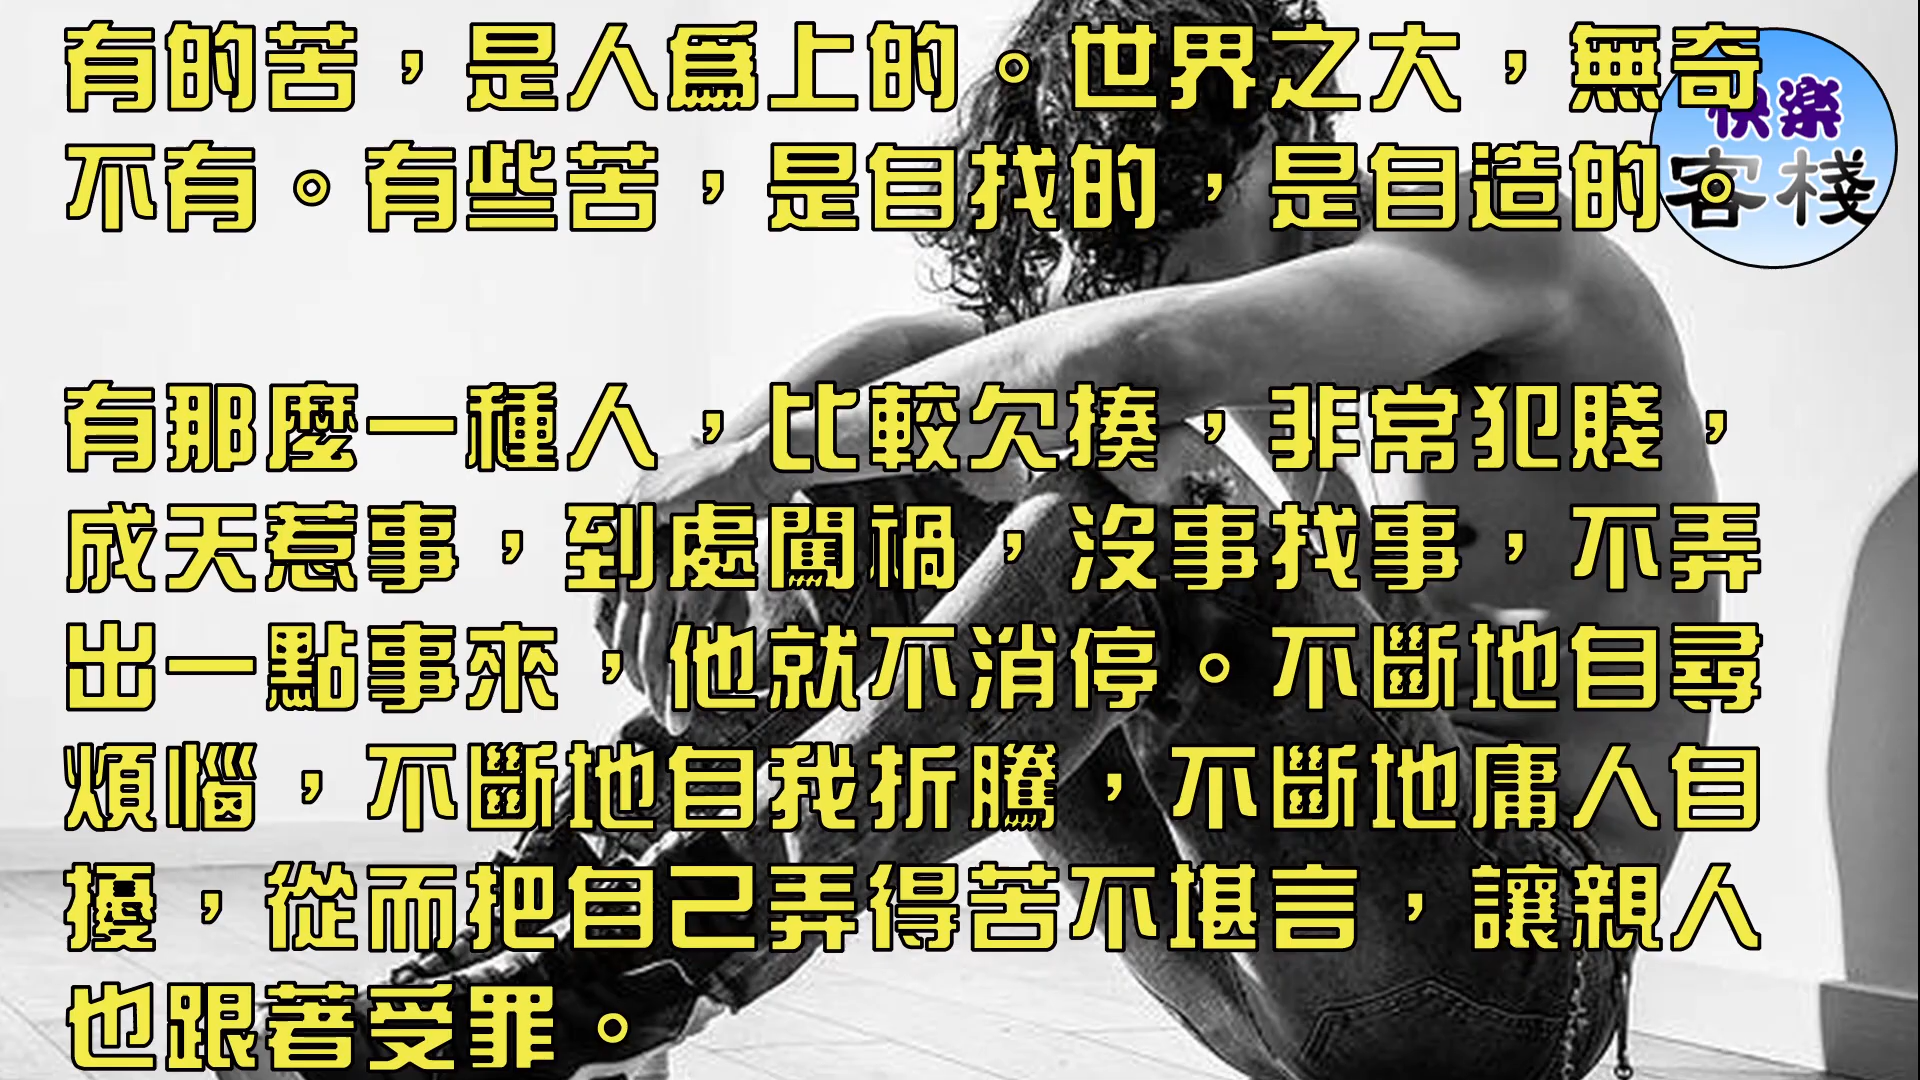 有的苦，是人爲上的。世界之大，無奇
不有。有些苦，是自找的，是自造的。
快樂
客棧
有那麼一種人，比較欠揍，非常犯賤，
成天惹事，到處闖禍，沒事找事，不弄
出一點事來，他就不消停。不斷地自尋
煩惱，不斷地自我折騰，不斷地庸人自
擾，從而把自己弄得苦不堪言，讓親人
也跟著受罪。